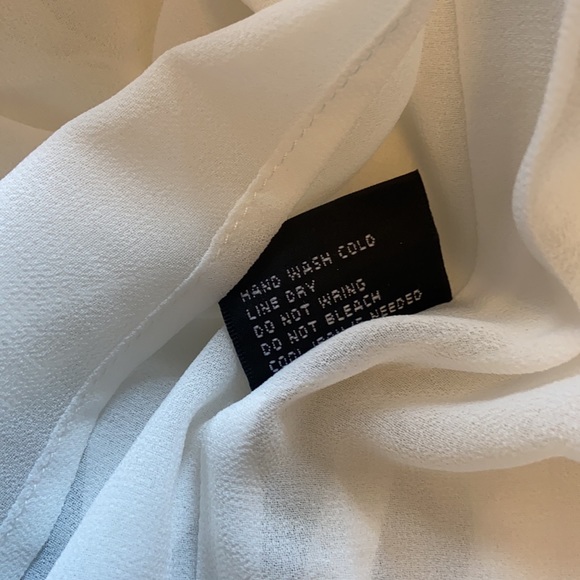 HAND WASH COLD
LINE DRY
DO NOT WRING
DO NOT BLEACH
COOL IRON IF NEEDED